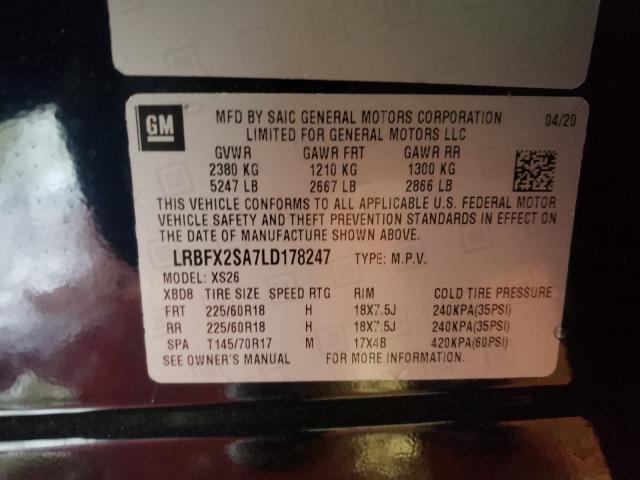 GM
MFD BY SAIC GENERAL MOTORS CORPORATION 04/20
LIMITED FOR GENERAL MOTORS LLC
GVWR GAWR FRT GAWR RR
2380 KG 1210 KG 1300 KG
5247 LB 2667 LB 2866 LB
THIS VEHICLE CONFORMS TO ALL APPLICABLE U.S. FEDERAL MOTOR
VEHICLE SAFETY AND THEFT PREVENTION STANDARDS IN EFFECT ON
THE DATE OF MANUFACTURE SHOWN ABOVE.
LRBFX2SA7LD178247 TYPE: M.P.V.
MODEL: XS26
XBD8 TIRE SIZE SPEED RTG RIM COLD TIRE PRESSURE
FRT 225/60R18 H 18X7.5J 240KPA(35PSI)
RR 225/60R18 H 18X7.5J 240KPA(35PSI)
SPA T145/70R17 M 17X4B 420KPA(60PSI)
SEE OWNER'S MANUAL FOR MORE INFORMATION.